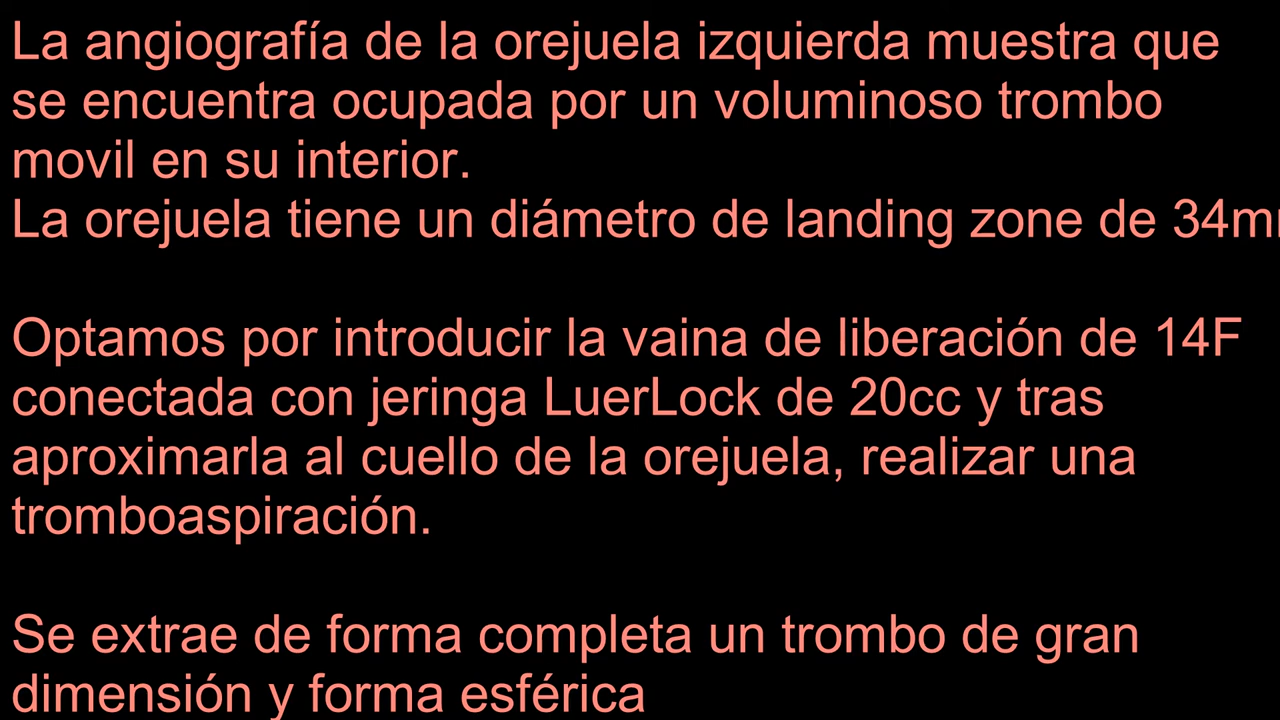 La angiografía de la orejuela izquierda muestra que
se encuentra ocupada por un voluminoso trombo
movil en su interior.
La orejuela tiene un diámetro de landing zone de 34m
Optamos por introducir la vaina de liberación de 14F
conectada con jeringa LuerLock de 20cc y tras
aproximarla al cuello de la orejuela, realizar una
tromboaspiración.
Se extrae de forma completa un trombo de gran
dimensión y forma esférica